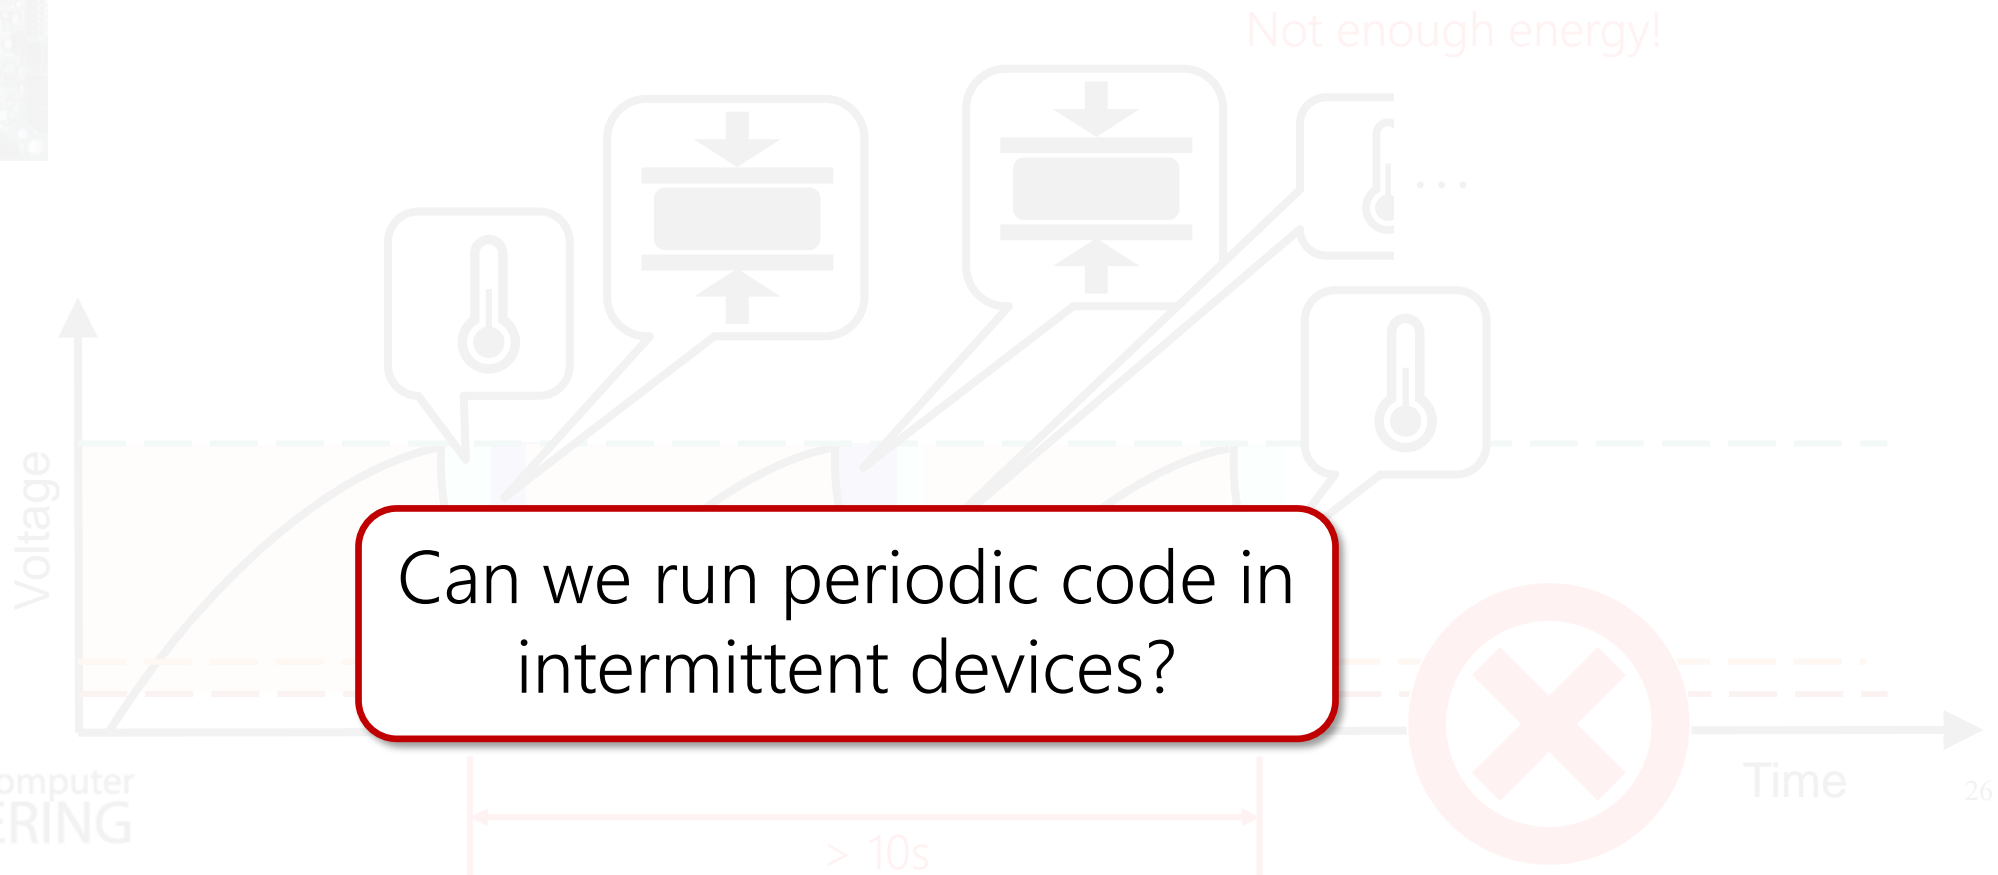 Not enough energy!
...
Voltage
Can we run periodic code in
intermittent devices?
Time
26
omputer
ERING
> 10s